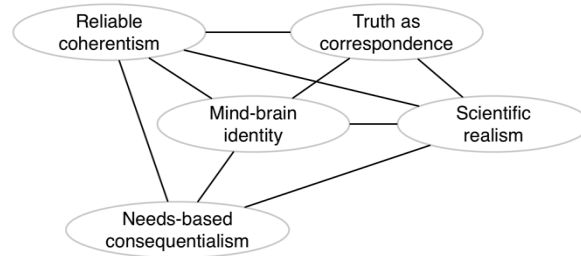 Reliable
coherentism
Truth as
correspondence
Mind-brain
identity
Scientific
realism
Needs-based
consequentialism